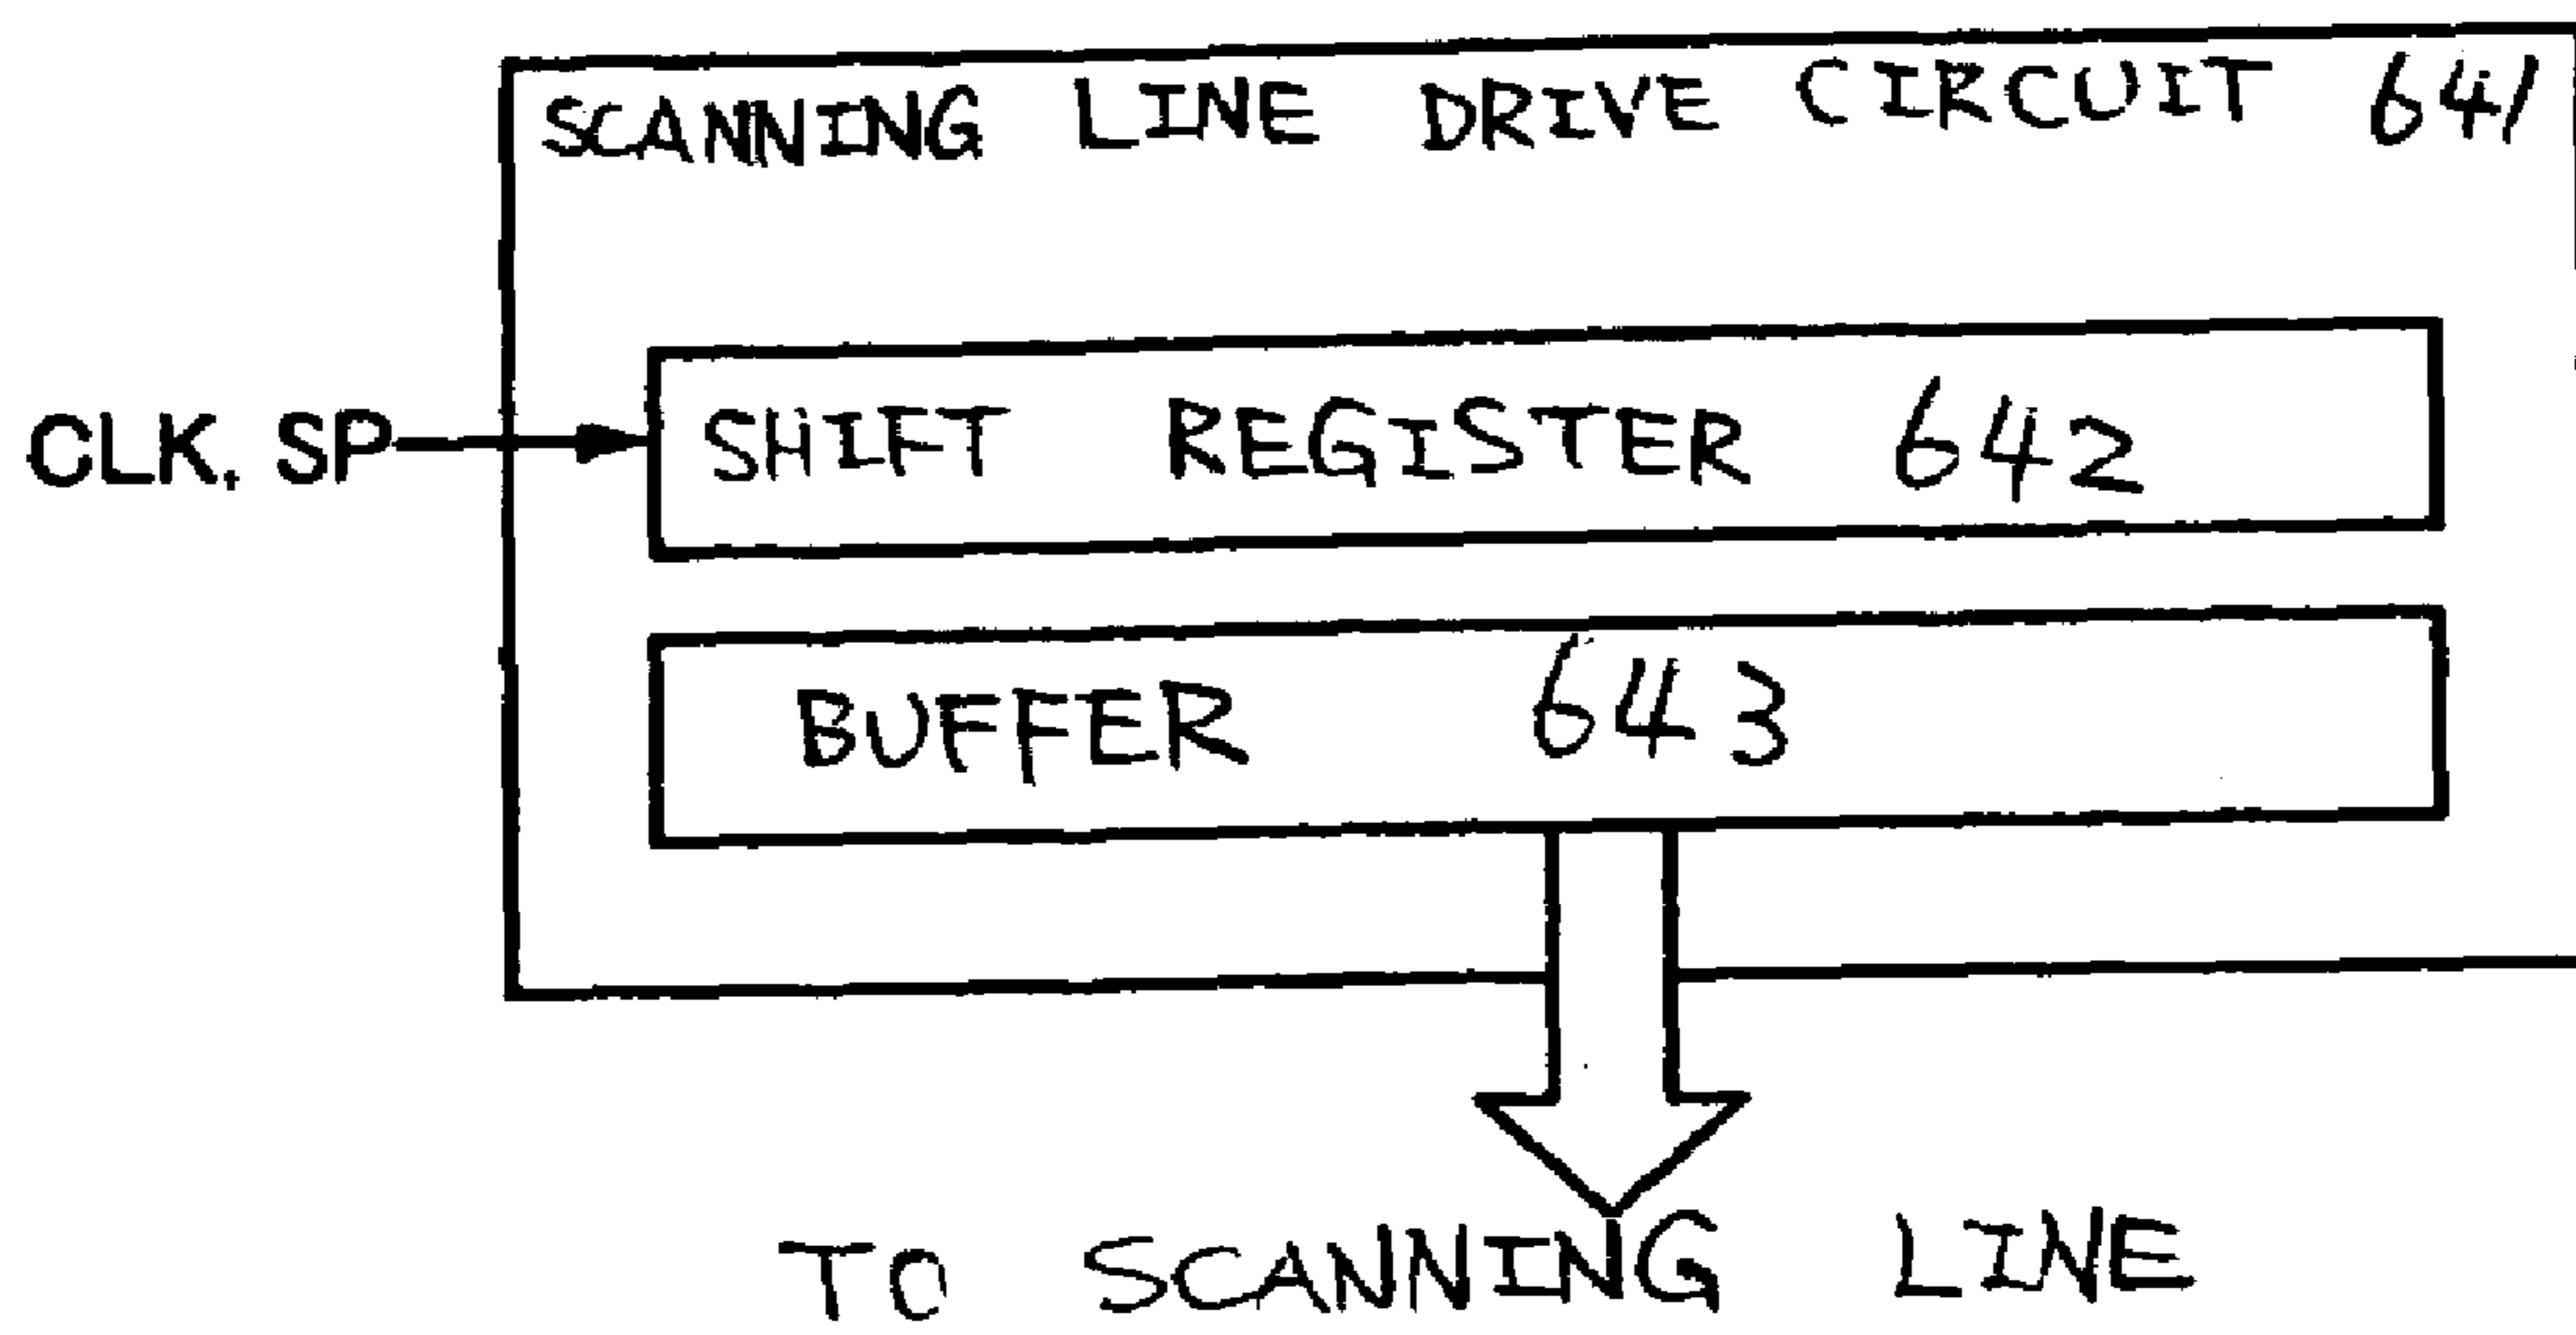 SCANNING LINE DRIVE CIRCUIT 641
CLK, SP
SHIFT REGISTER 642
BUFFER 643
TO SCANNING LINE